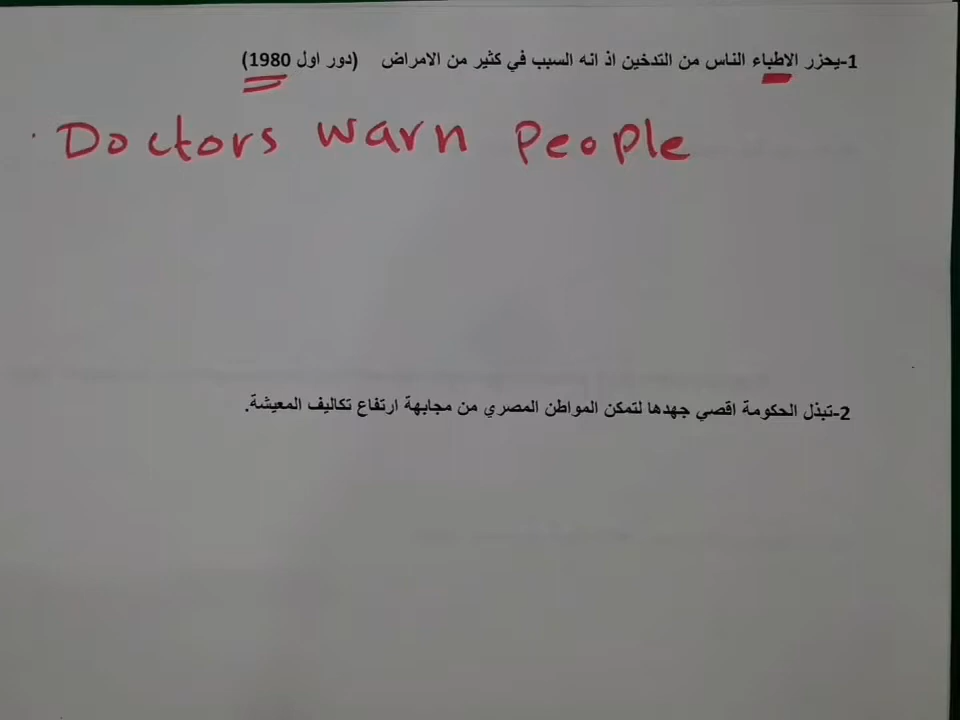 1-يحزر الاطباء الناس من التدخين اذ انه السبب في كثير من الامراض (دور اول 1980)
Doctors warn People
2-تبذل الحكومة اقصي جهدها لتمكن المواطن المصري من مجابهة ارتفاع تكاليف المعيشة.